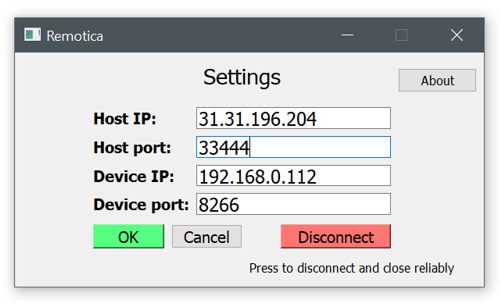 Remotica
Settings
About
Host IP: 31.31.196.204
Host port: 33444
Device IP: 192.168.0.112
Device port: 8266
OK Cancel Disconnect
Press to disconnect and close reliably